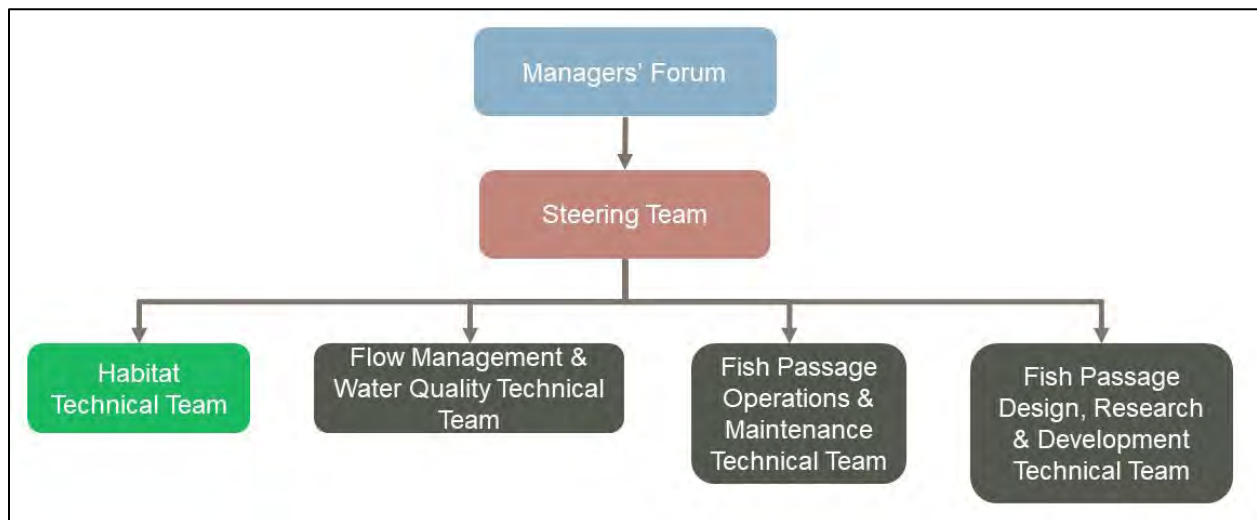 Managers' Forum
Steering Team
Habitat
Technical Team
Flow Management &
Water Quality Technical
Team
Fish Passage
Operations &
Maintenance
Technical Team
Fish Passage
Design, Research
& Development
Technical Team